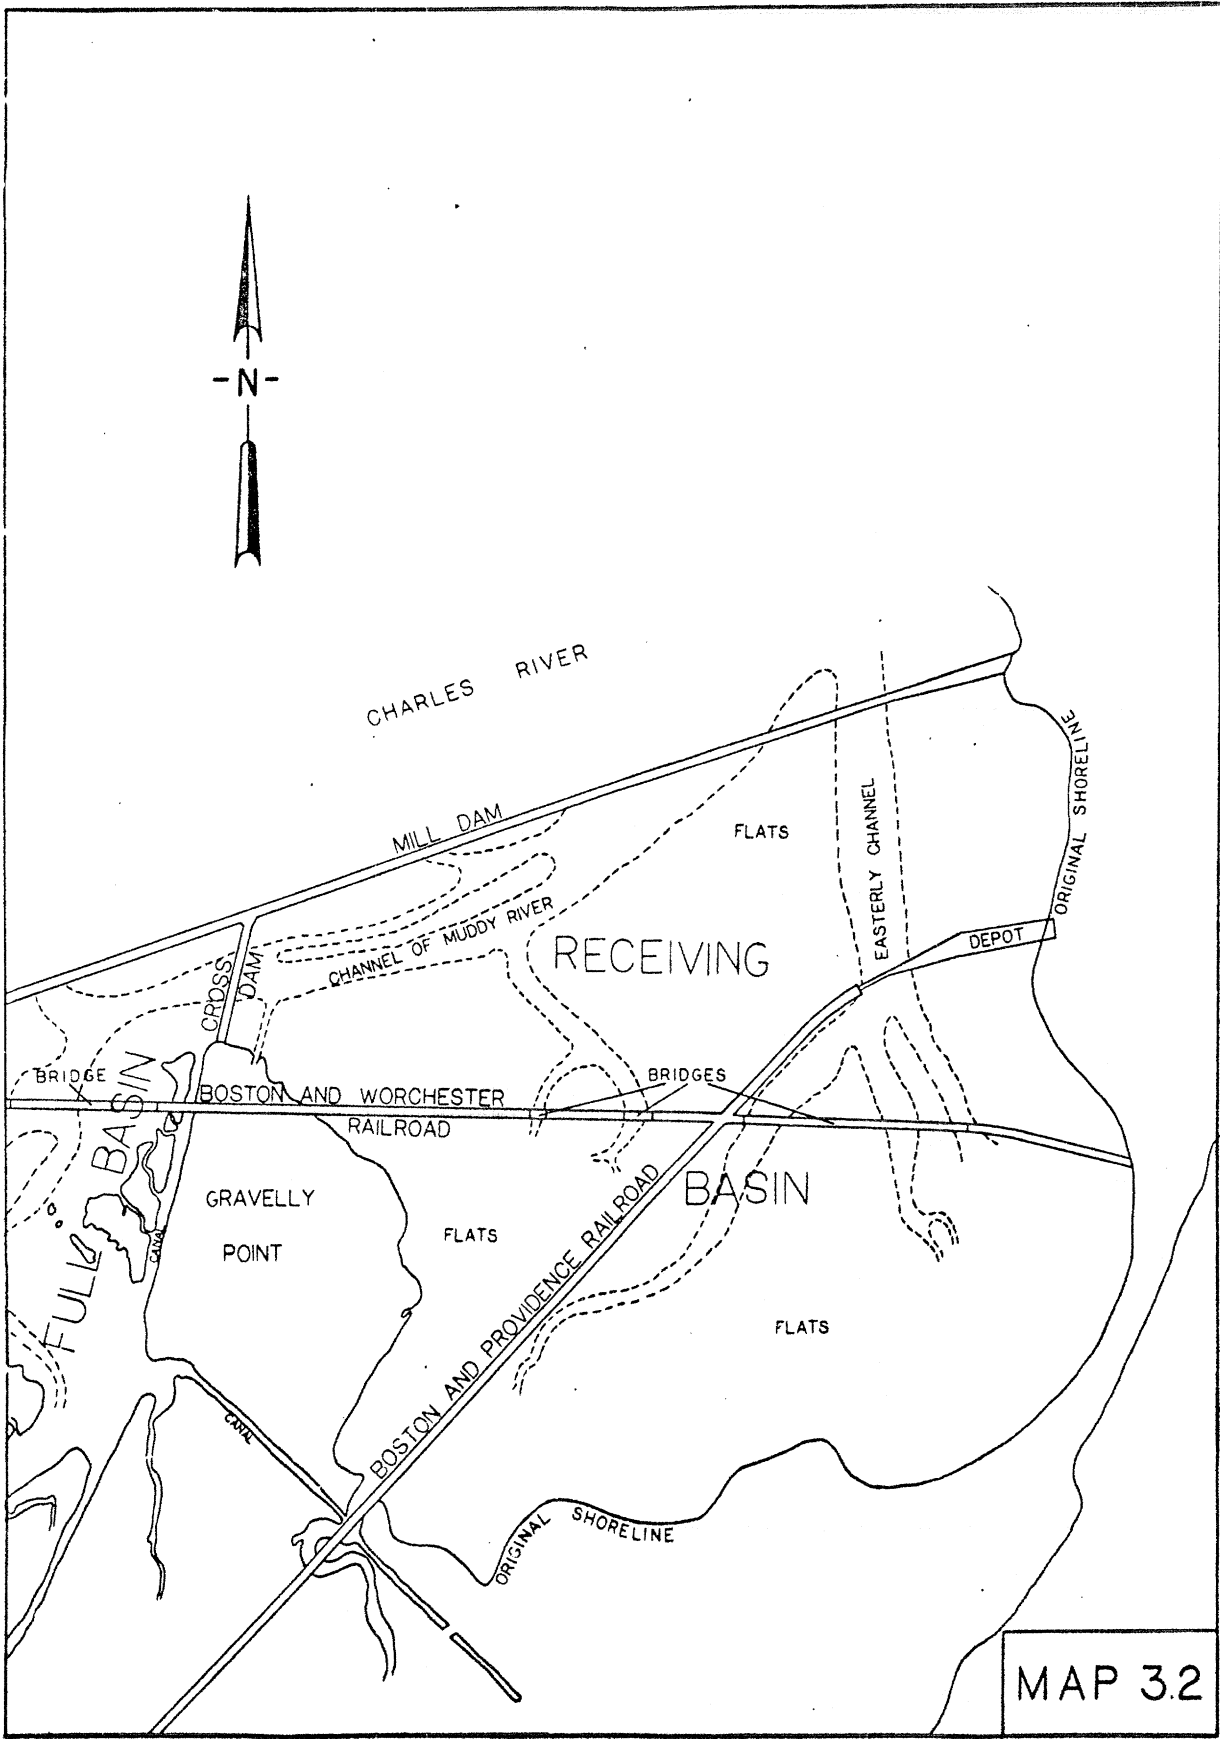 -N-
CHARLES RIVER
MILL DAM
ORIGINAL SHORELINE
FLATS
EASTERLY CHANNEL
CHANNEL OF MUDDY RIVER
RECEIVING
DEPOT
CROSS
DAM
BRIDGE
BOSTON AND WORCHESTER
RAILROAD
BRIDGES
FULL BASIN
BASIN
GRAVELLY
POINT
CANAL
FLATS
BOSTON AND PROVIDENCE RAILROAD
FLATS
CANAL
ORIGINAL SHORELINE
MAP 3.2